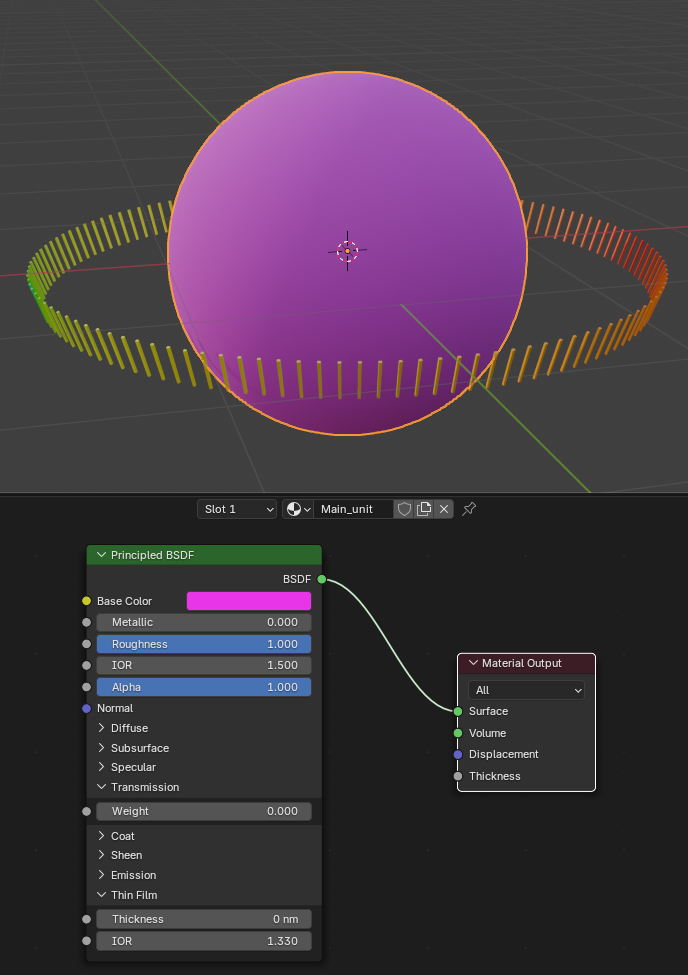 Slot 1
Main_unit
Principled BSDF
BSDF
Base Color
Metallic 0.000
Roughness 1.000
IOR 1.500
Alpha 1.000
Normal
Diffuse
Subsurface
Specular
Transmission
Weight 0.000
Coat
Sheen
Emission
Thin Film
Thickness 0 nm
IOR 1.330
Material Output
All
Surface
Volume
Displacement
Thickness